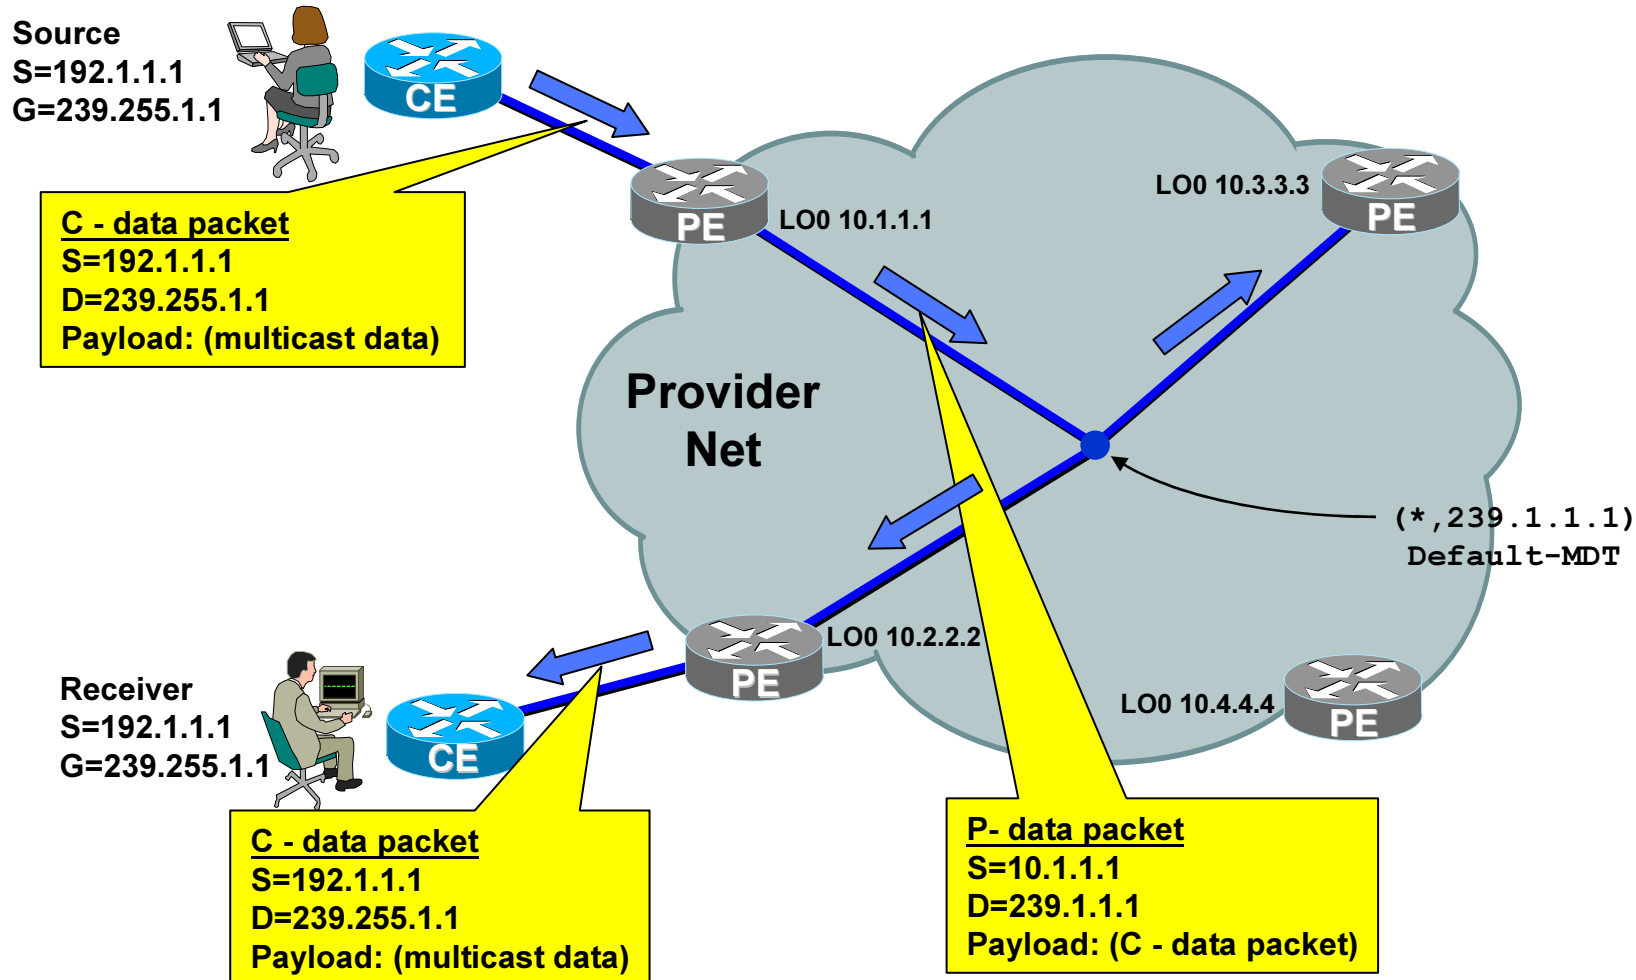 Source
S=192.1.1.1
G=239.255.1.1
CE
C - data packet
S=192.1.1.1
D=239.255.1.1
Payload: (multicast data)
PE
LO0 10.1.1.1
LO0 10.3.3.3
PE
Provider
Net
(*,239.1.1.1)
Default-MDT
LO0 10.2.2.2
PE
LO0 10.4.4.4
PE
Receiver
S=192.1.1.1
G=239.255.1.1
CE
C - data packet
S=192.1.1.1
D=239.255.1.1
Payload: (multicast data)
P- data packet
S=10.1.1.1
D=239.1.1.1
Payload: (C - data packet)